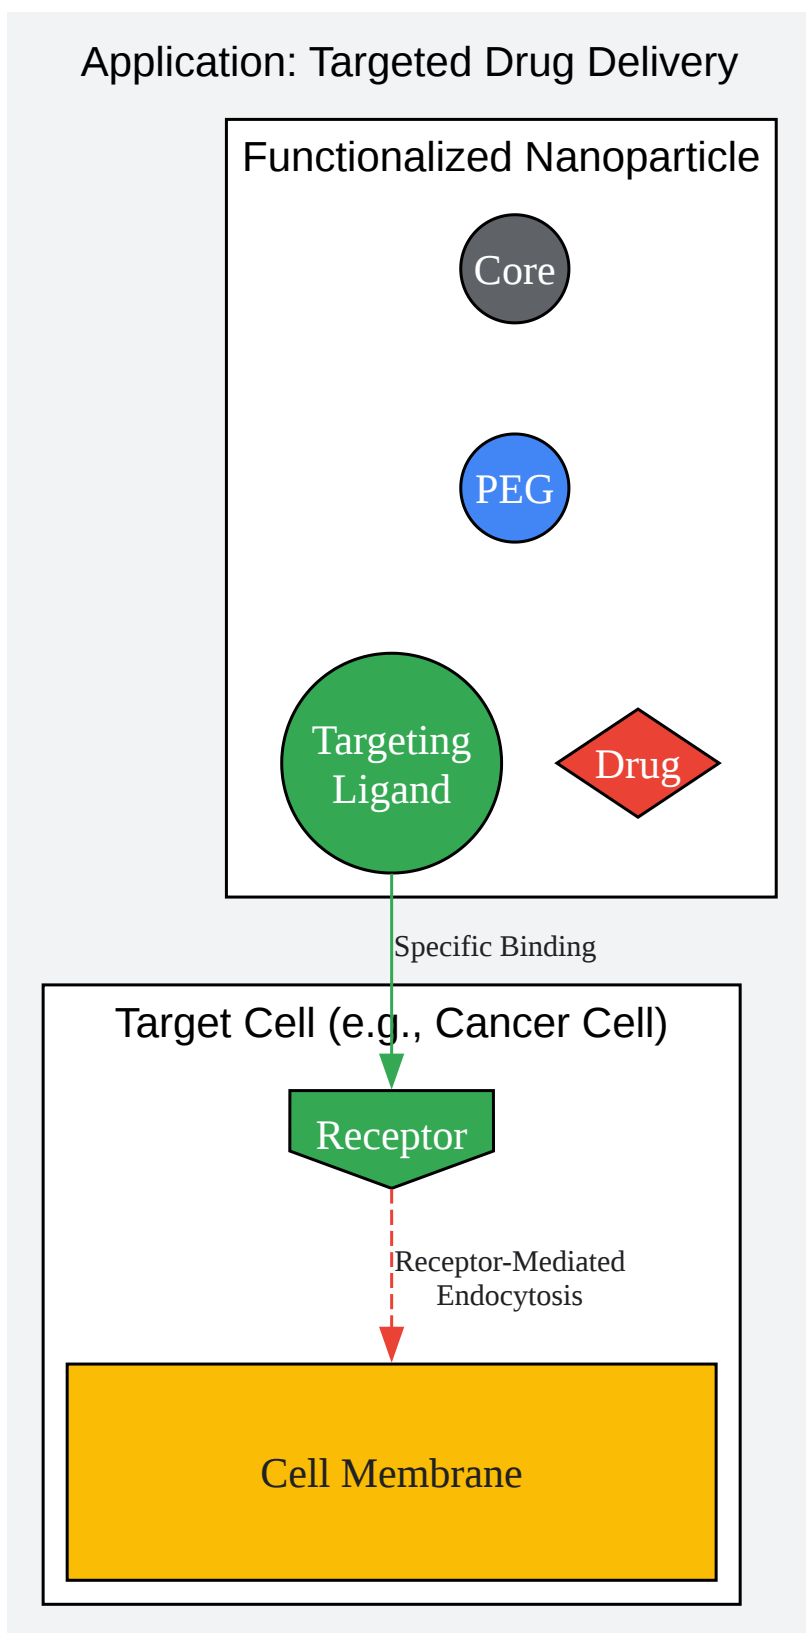 Application: Targeted Drug Delivery
Functionalized Nanoparticle
Core
PEG
Targeting
Ligand
Drug
Specific Binding
Target Cell (e.g., Cancer Cell)
Receptor
Receptor-Mediated
Endocytosis
Cell Membrane